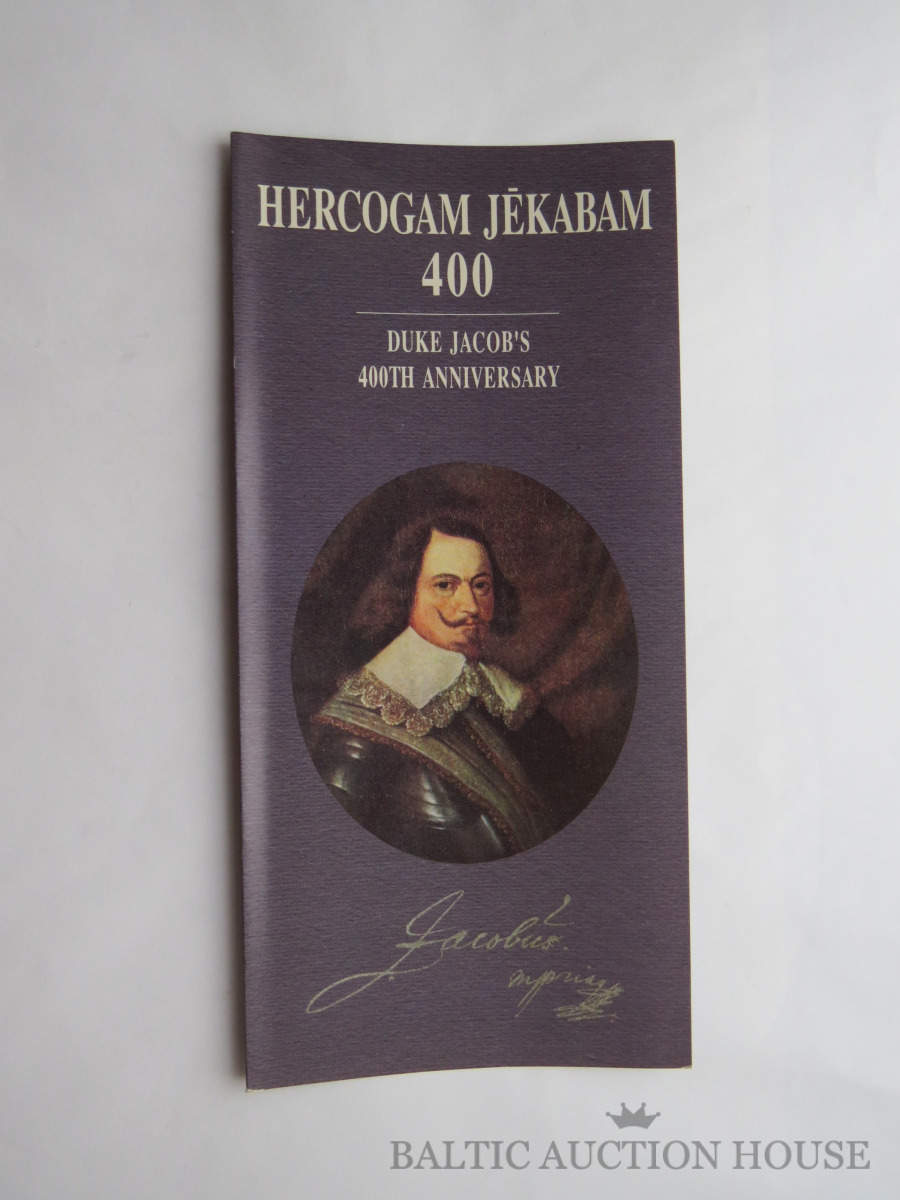 HERCOGAM JĒKABAM
400
DUKE JACOB'S
400TH ANNIVERSARY
Jacobus
BALTIC AUCTION HOUSE